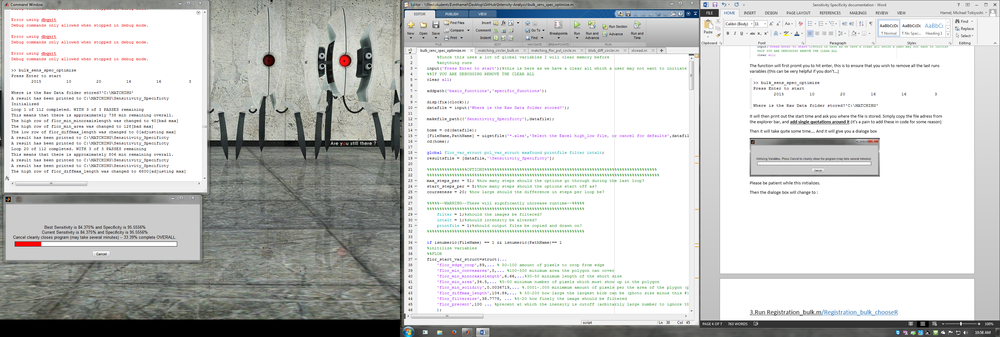 Command Window
Error using dbquit
Debug commands only allowed when stopped in debug mode.
Error using dbquit
Debug commands only allowed when stopped in debug mode.
Error using dbquit
Debug commands only allowed when stopped in debug mode.
>> bulk_sens_spec_optimize
Press Enter to start
2015 10 20 16 16 3
Where is the Raw Data folder stored?'C:\MATCHING'
A result has been printed to C:\MATCHING\Sensitivity_Specificty
Initialized
Loop 1 of 112 completed. WITH 3 of 3 PASSES remaining
This means that there is approximately 738 min remaining overall.
The high row of flor_min_minoraxislength was changed to 40[bad max]
The high row of flor_min_area was changed to 128[bad max]
The low row of flor_diffmax_length was changed to 0[adjusting max]
A result has been printed to C:\MATCHING\Sensitivity_Specificty
A result has been printed to C:\MATCHING\Sensitivity_Specificty
Loop 20 of 112 completed. WITH 3 of 3 PASSES remaining
This means that there is approximately 806 min remaining overall.
A result has been printed to C:\MATCHING\Sensitivity_Specificty
A result has been printed to C:\MATCHING\Sensitivity_Specificty
The high row of flor_diffmax_length was changed to 6800[adjusting max]
fx
Best Sensitivity is 84.375% and Specificity is 95.5556%
Current Sensitivity is 84.375% and Specificity is 95.5556%
Cancel cleanly closes program (may take several minutes) -- 33.39% complete OVERALL.
Cancel
Are you still there ?
Editor - \\files\students$\mthamel\Desktop\GitHub\Intensity-Analysis\bulk_sens_spec_optimize.m
EDITOR PUBLISH VIEW
New Open Save Find Files Compare Print Insert Comment Indent fx Go To Find Breakpoints Run Run and Advance Run Section Advance Run and Time
FILE EDIT NAVIGATE BREAKPOINTS RUN
+3 bulk_sens_spec_optimize.m matching_circler_bulk.m matching_flor_pol_circle.m blob_diff_circler.m xlsread.m
1 %Since this uses a lot of global variables I will clear memory before
2 %anything runs
3 input('Press Enter to start');%this is here as we have a clear all which a user may not want to initiate
4 %%IF YOU ARE DEBUGGING REMOVE THE CLEAR ALL
5 clear all;
6
7 addpath('basic_functions','specific_functions');
8
9 disp(fix(clock));
10 datafile = input('Where is the Raw Data folder stored?');
11
12 makefile_path({'Sensitivity_Specificty'},datafile);
13
14 home = cd(datafile);
15 [FileName,PathName] = uigetfile('*.xlsx','Select the Excel high_low file, or cancel for defaults',datafil
16 cd(home);
17
18 global flor_var_struct pol_var_struct maxfound printfile filter intalt;
19 resultsfile = [datafile,'\Sensitivity_Specificty'];
20
21 %%%%%%%%%%%%%%%%OPTIONS%%%%%%%%%%%%%%%%%%%%%%%%%%%%%%%%%%%%%%%%%%%%%%%%%%%%%%%%%%%%%%%%%%%%%%%
22 %%%%%%%%%%%%%%%%%%%%%%%%%%%%%%%%%%%%%%%%%%%%%%%%%%%%%%%%%%%%%%%%%%%%%%%%%%%%%%%%%%%%%%%%%%%%%%%
23 max_steps_per = 51; %how many steps should the options go through during the last loop?
24 start_steps_per = 5;%how many steps should the options start off as?
25 courseness = 20; %how large should the difference in steps per loop be?
26
27 %%%%%~~WARNING--These will signficantly increase runtime~~%%%%%
28 %%%%%%%%%%%%%%%%%%%%%%%%%%%%%%%%%%%%%%%%%%%%%%%%%%%%%%%%%%%%%%%
29 filter = 1;%should the images be filtered?
30 intalt = 1;%should intensity be altered?
31 printfile = 1;%should output files be copied and drawn on?
32 %%%%%%%%%%%%%%%%%%%%%%%%%%%%%%%%%%%%%%%%%%%%%%%%%%%%%%%%%%%%%%%
33
34 if isnumeric(FileName) == 1 && isnumeric(PathName)== 1
35 %initilize variables
36 %%FLOR
37 flor_start_var_struct=struct(...
38 'flor_edge_crop',89,... % 50-100 amount of pixels to crop from edge
39 'flor_min_convexarea',0,... %100-500 minimum area the polygon can cover
40 'flor_min_minoraxislength',6.66,...%30-50 minimum length of the short size
41 'flor_min_area',34.5,... %5-50 minimum number of pixels which must show up in the polygon
42 'flor_min_solidity',0.0036719,... %.0001-.005 minimmum amount of pixels per the area of the plygon (p
43 'flor_diffmax_length',104.84,... % 50-200 how large the largest blob can be (photo size minus this #)
44 'flor_filtersize',38.7778, ... %5-20 how finely the image should be filtered
45 'flor_precent',100 ... %precent at which the inensity is cutoff (arbitarily large number to ignore th
46 );
script Ln 30 Col 45
Sensitivity Specificity documentation - Word
FILE HOME INSERT DESIGN PAGE LAYOUT REFERENCES MAILINGS REVIEW VIEW Hamel, Michael Tokiyoshi
Paste Calibri (Body) 11 AaBbCcDc AaBbCcDc AaBbCc Find Replace Select
¶ Normal ¶ No Spac... Heading 1
Clipboard Font Paragraph Styles Editing
input('Press Enter to start');%this is here as we have a clear all which a user may not want to initiat
%%IF YOU ARE DEBUGGING REMOVE THE CLEAR ALL
clear all;
The function will first promt you to hit enter, this is to ensure that you wish to remove all the last runs
variables (this can be very helpful if you don't...)
>> bulk_sens_spec_optimize
Press Enter to start
2015 10 20 16 16 3
Where is the Raw Data folder stored?'C:\MATCHING'
It will then print out the start time and ask you where the file is stored. Simply copy the file adress from
the explorer bar, and add single quotations around it (it's a pain to add these in code for some reason)
Then it will take quite some time.... And it will give you a dialoge box
Initilizing Variables, Press Cancel to cleanly close the program (may take several minutes)
Cancel
Please be patient while this initializes.
Then the dialoge box will change to :
3.Run Registration_bulk.m/Registration_bulk_chooseR
PAGE 4 OF 7 763 WORDS 100%
10:58 AM